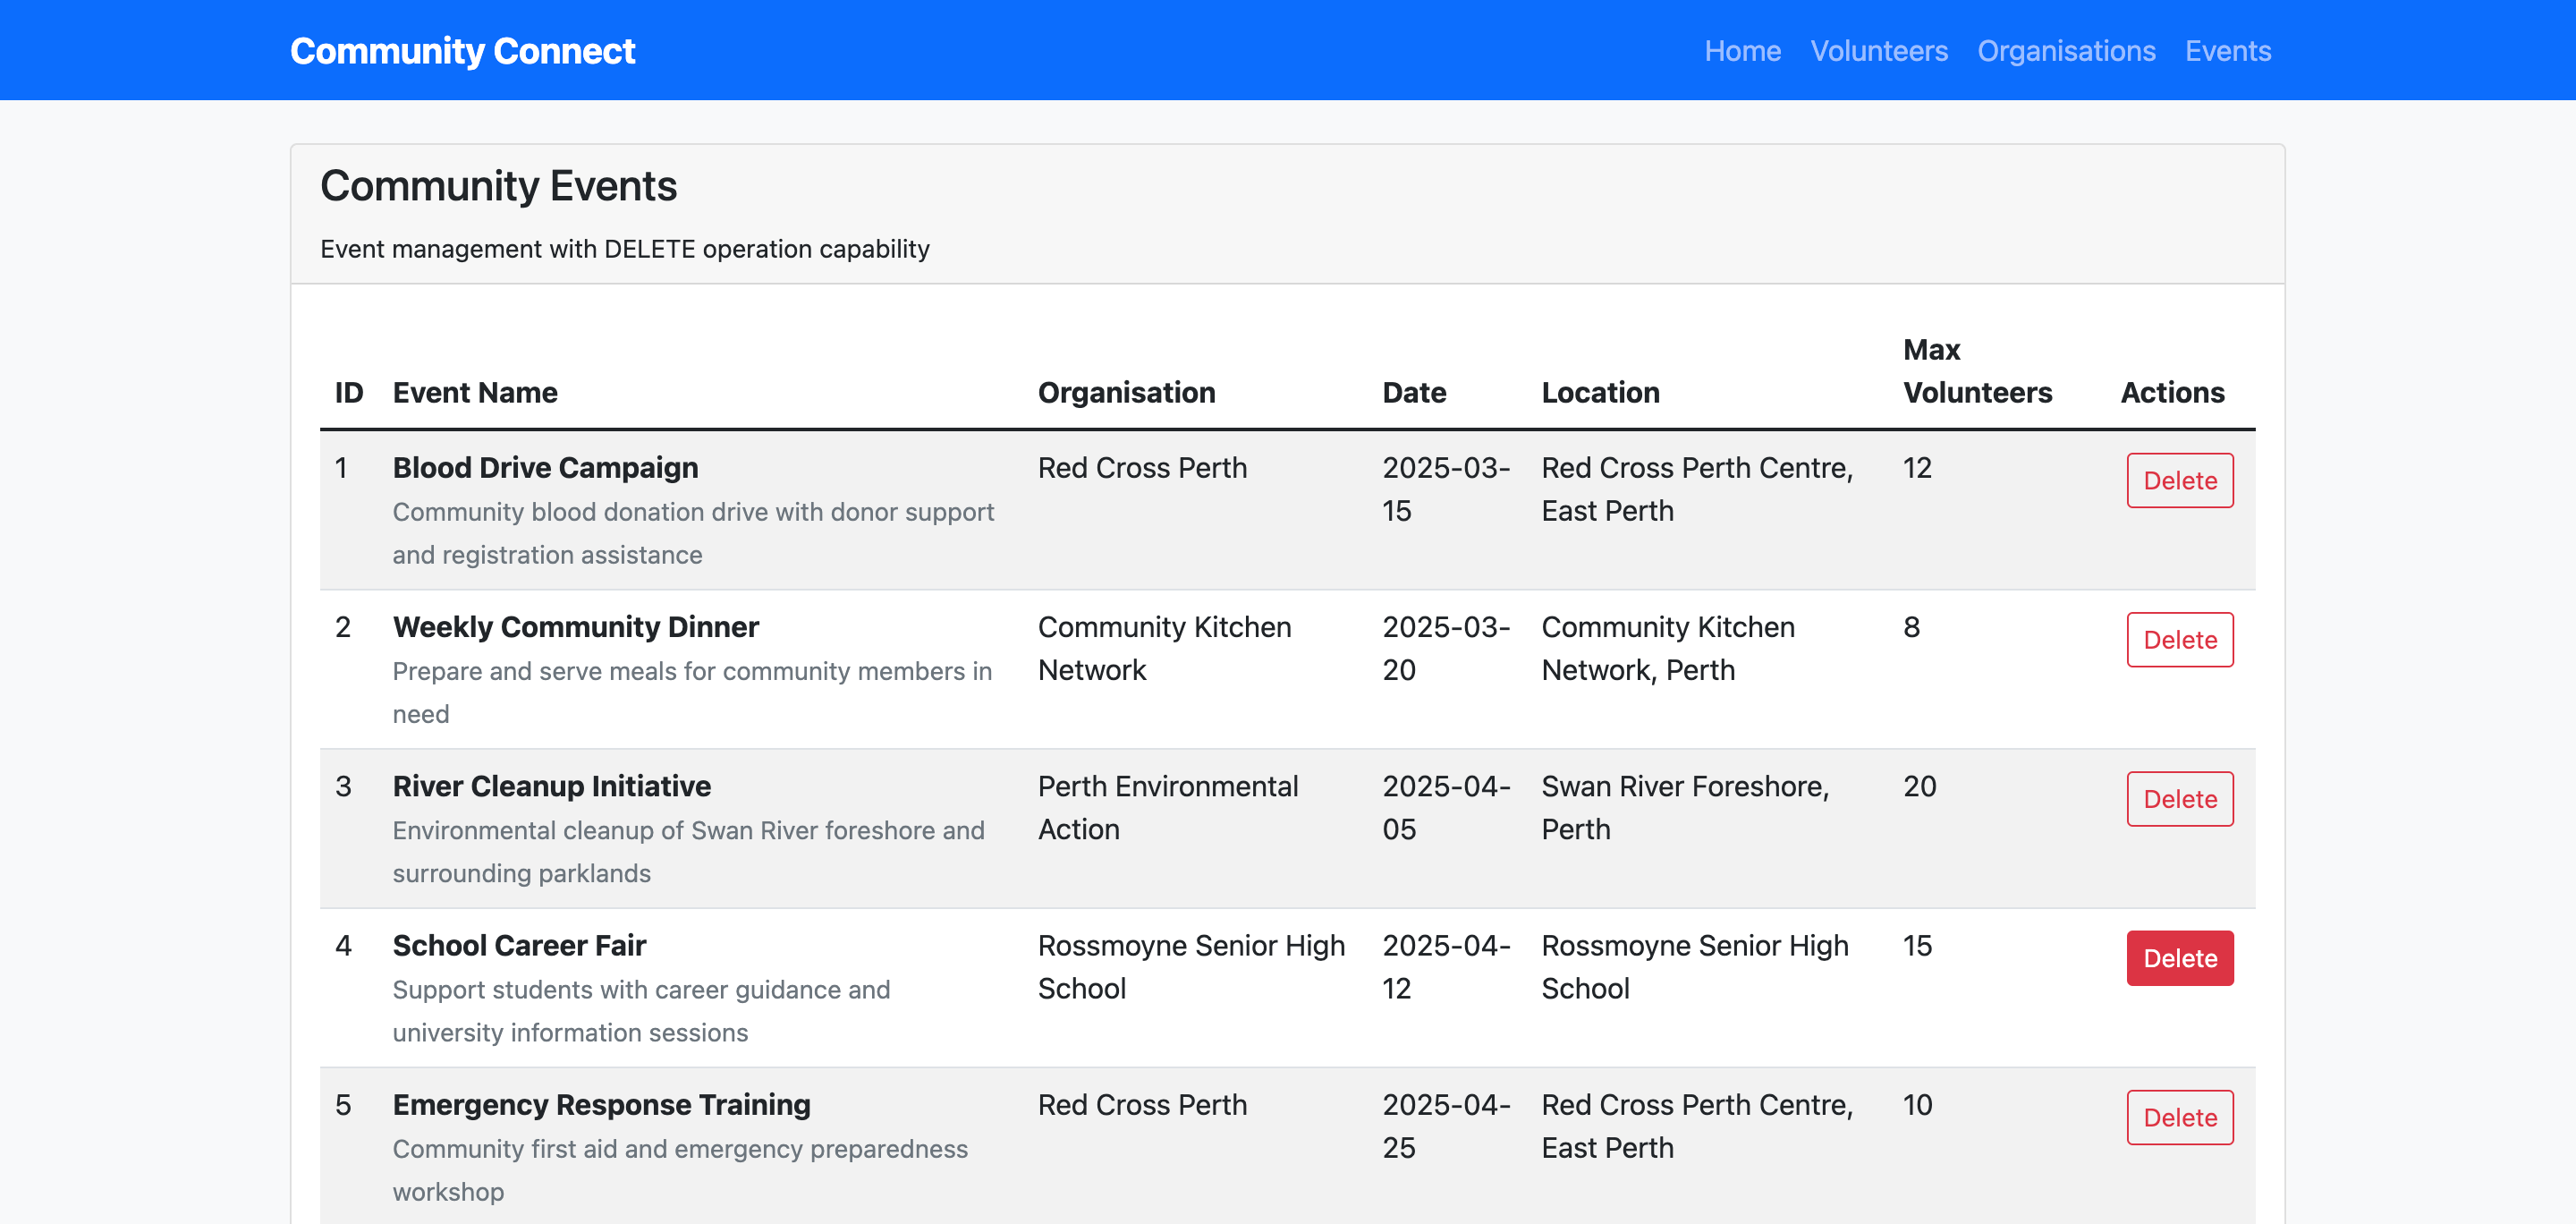 Community Connect
Home Volunteers Organisations Events
Community Events
Event management with DELETE operation capability
ID Event Name Organisation Date Location Max Volunteers Actions
1 Blood Drive Campaign Red Cross Perth 2025-03- Red Cross Perth Centre, 12 Delete
Community blood donation drive with donor support 15 East Perth
and registration assistance
2 Weekly Community Dinner Community Kitchen 2025-03- Community Kitchen 8 Delete
Prepare and serve meals for community members in Network 20 Network, Perth
need
3 River Cleanup Initiative Perth Environmental 2025-04- Swan River Foreshore, 20 Delete
Environmental cleanup of Swan River foreshore and Action 05 Perth
surrounding parklands
4 School Career Fair Rossmoyne Senior High 2025-04- Rossmoyne Senior High 15 Delete
Support students with career guidance and School 12 School
university information sessions
5 Emergency Response Training Red Cross Perth 2025-04- Red Cross Perth Centre, 10 Delete
Community first aid and emergency preparedness 25 East Perth
workshop